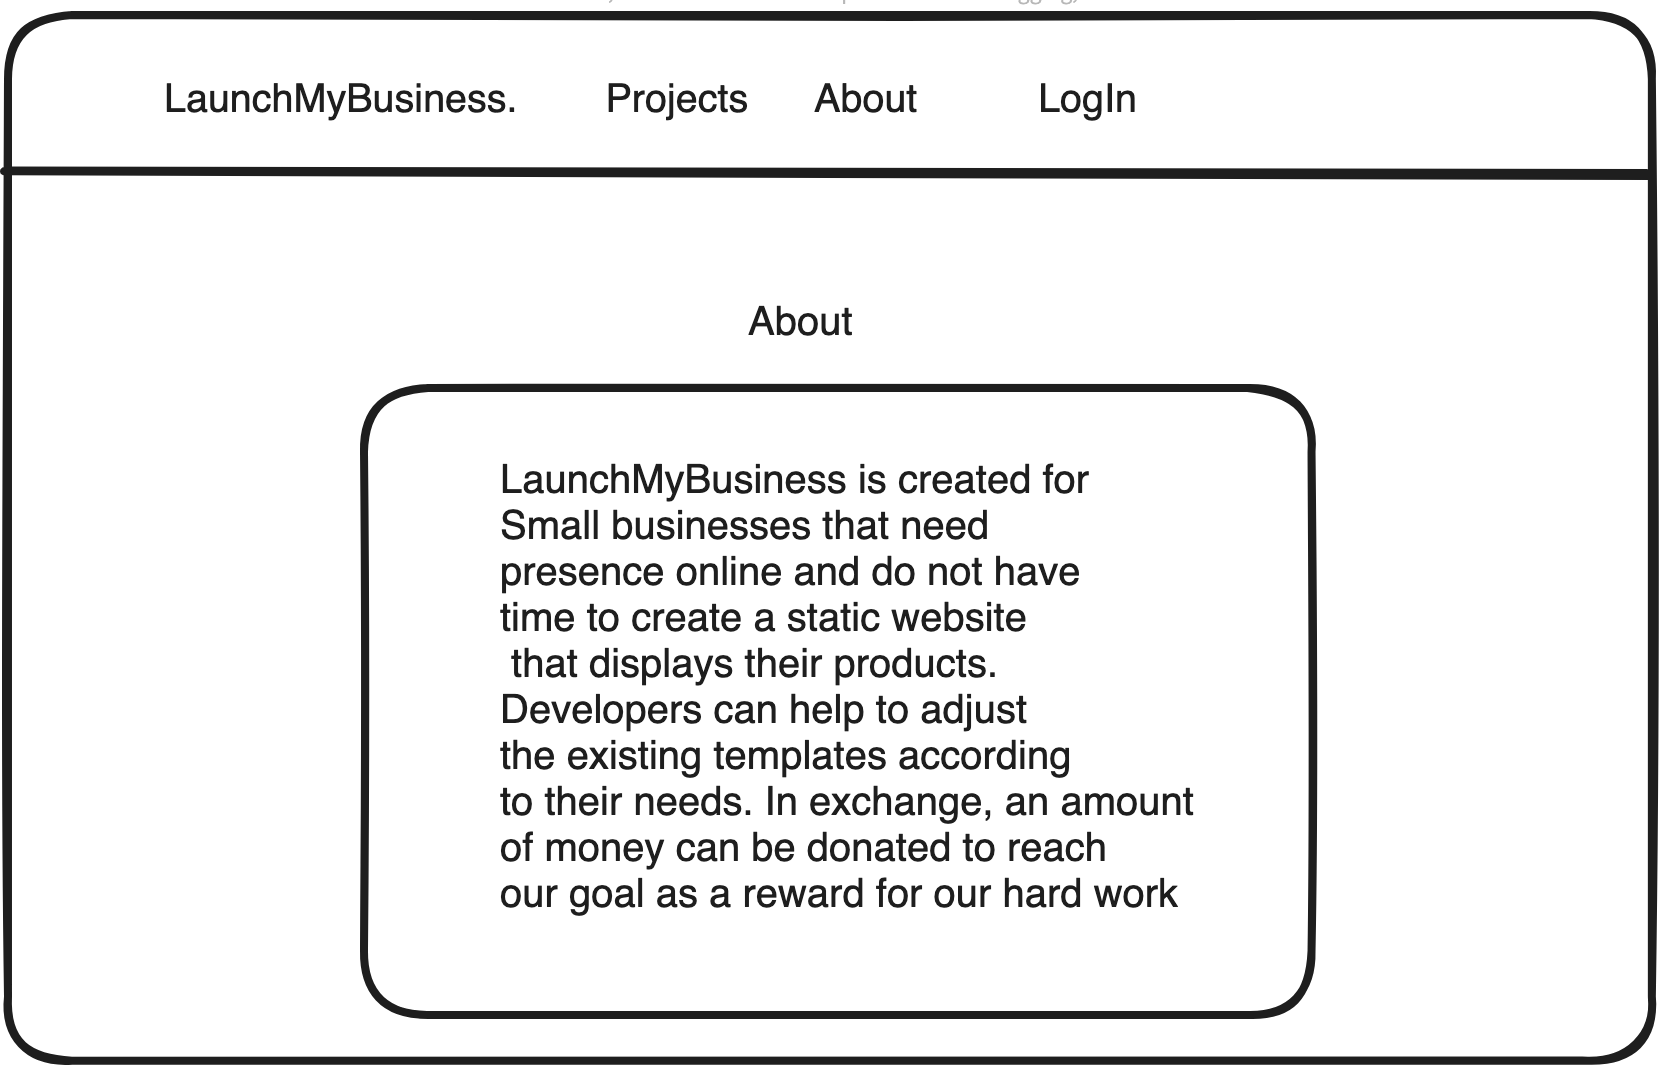 LaunchMyBusiness. Projects About LogIn
About
LaunchMyBusiness is created for
Small businesses that need
presence online and do not have
time to create a static website
that displays their products.
Developers can help to adjust
the existing templates according
to their needs. In exchange, an amount
of money can be donated to reach
our goal as a reward for our hard work